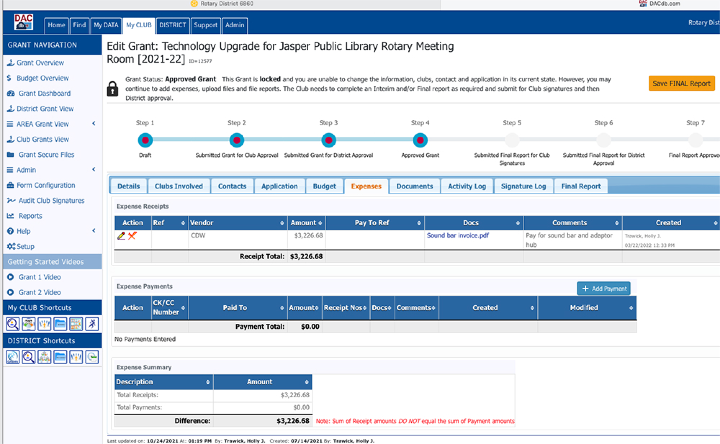 Rotary District 6860
DACdb.com
DAC
Home Find My DATA My CLUB DISTRICT Support Admin
Rotary Dist
GRANT NAVIGATION
Grant Overview
$ Budget Overview
Grant Dashboard
District Grant View
AREA Grant View
Club Grants View
Grant Secure Files
Admin
Form Configuration
Audit Club Signatures
Reports
Help
Setup
Getting Started Videos
Grant 1 Video
Grant 2 Video
My CLUB Shortcuts
DISTRICT Shortcuts
Edit Grant: Technology Upgrade for Jasper Public Library Rotary Meeting
Room [2021-22] ID=12577
Grant Status: Approved Grant This Grant is locked and you are unable to change the information, clubs, contact and application in its current state. However, you may
continue to add expenses, upload files and file reports. The Club needs to complete an Interim and/or Final report as required and submit for Club signatures and then
District approval.
Save FINAL Report
Step 1 Step 2 Step 3 Step 4 Step 5 Step 6 Step 7
Draft Submitted Grant for Club Approval Submitted Grant for District Approval Approved Grant Submitted Final Report for Club Submitted Final Report for District Final Report Approve
Signatures Approval
Details Clubs Involved Contacts Application Budget Expenses Documents Activity Log Signature Log Final Report
Expense Receipts
Action Ref Vendor Amount Pay To Ref Docs Comments Created
CDW $3,226.68 Sound bar invoice.pdf Pay for sound bar and adaptor Trawick, Holly J.
hub 03/22/2022 12:33 PM
Receipt Total: $3,226.68
Expense Payments
+ Add Payment
Action CK/CC Paid To Amount Receipt Nos Docs Comments Created Modified
Number
Payment Total: $0.00
No Payments Entered
Expense Summary
Description Amount
Total Receipts: $3,226.68
Total Payments: $0.00
Difference: $3,226.68 Note: Sum of Receipt amounts DO NOT equal the sum of Payment amounts
Last updated on: 10/24/2021 At: 01:19 PM By: Trawick, Holly J. Created: 07/14/2021 By: Trawick, Holly J.